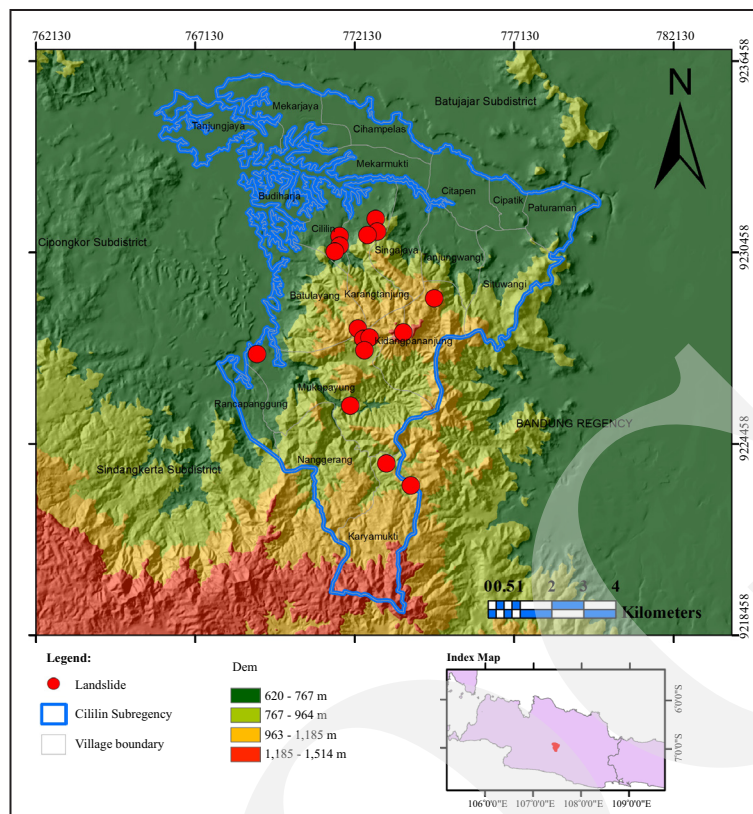 762130 767130 772130 777130 782130
9236458
N
Batujajar Subdistrict
Mekarjaya
Tanjungjaya
Cihampelas
Mekarmukti
Citapen
Budiharja
Cipatik
Paturaman
Cililin
Cipongkor Subdistrict
Singajaya
9230458
Tanjungwangi
Situwangi
Batulayang
Karangtanjung
Kidangpananjung
Mukopayung
Rancapanggung
BANDUNG REGENCY
9224458
Nanggerang
Sindangkerta Subdistrict
Karyamukti
0 0.5 1 2 3 4
Kilometers
9218458
Legend:
Landslide
Cililin Subregency
Village boundary
Dem
620 - 767 m
767 - 964 m
963 - 1,185 m
1,185 - 1,514 m
Index Map
6°0'0"S
7°0'0"S
106°0'0"E 107°0'0"E 108°0'0"E 109°0'0"E